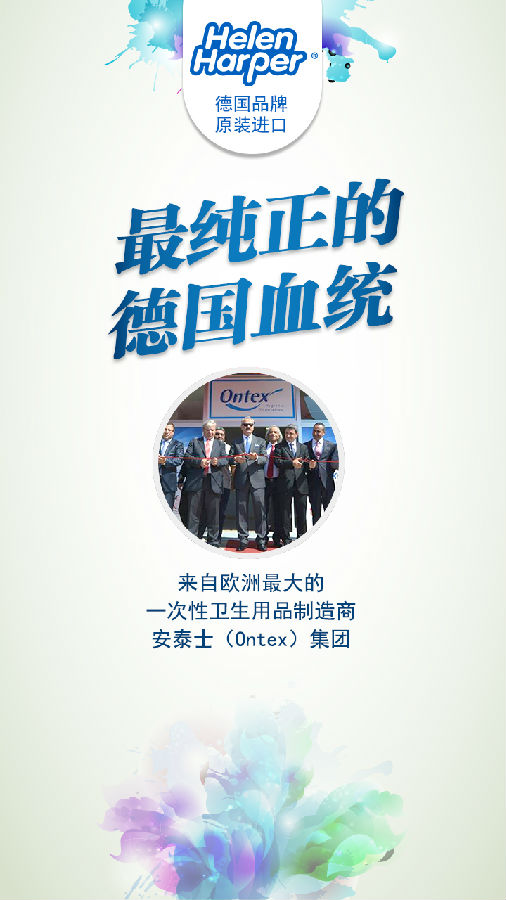 Helen
Harper®
德国品牌
原装进口
最纯正的
德国血统
Ontex
来自欧洲最大的
一次性卫生用品制造商
安泰士（Ontex）集团